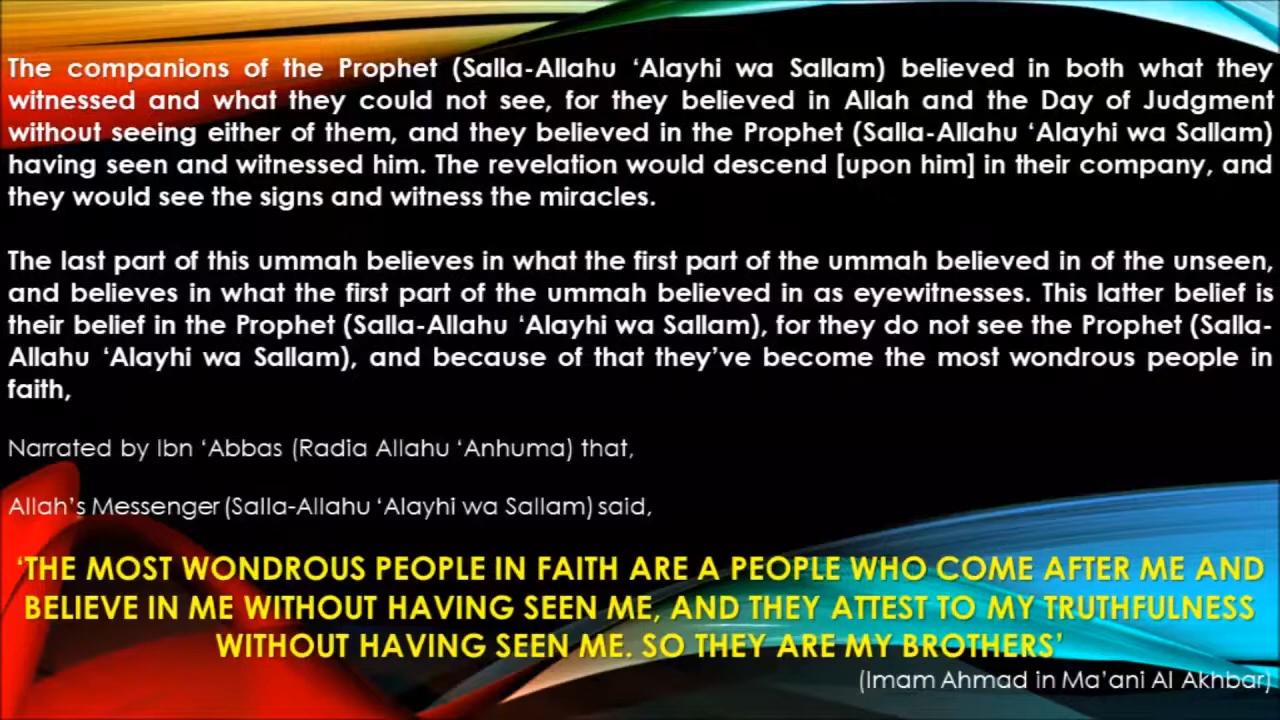 The companions of the Prophet (Salla-Allahu ‘Alayhi wa Sallam) believed in both what they
witnessed and what they could not see, for they believed in Allah and the Day of Judgment
without seeing either of them, and they believed in the Prophet (Salla-Allahu ‘Alayhi wa Sallam)
having seen and witnessed him. The revelation would descend [upon him] in their company, and
they would see the signs and witness the miracles.
The last part of this ummah believes in what the first part of the ummah believed in of the unseen,
and believes in what the first part of the ummah believed in as eyewitnesses. This latter belief is
their belief in the Prophet (Salla-Allahu ‘Alayhi wa Sallam), for they do not see the Prophet (Salla-
Allahu ‘Alayhi wa Sallam), and because of that they’ve become the most wondrous people in
faith,
Narrated by Ibn ‘Abbas (Radia Allahu ‘Anhuma) that,
Allah’s Messenger (Salla-Allahu ‘Alayhi wa Sallam) said,
‘THE MOST WONDROUS PEOPLE IN FAITH ARE A PEOPLE WHO COME AFTER ME AND
BELIEVE IN ME WITHOUT HAVING SEEN ME, AND THEY ATTEST TO MY TRUTHFULNESS
WITHOUT HAVING SEEN ME. SO THEY ARE MY BROTHERS’
(Imam Ahmad in Ma’ani Al Akhbar)